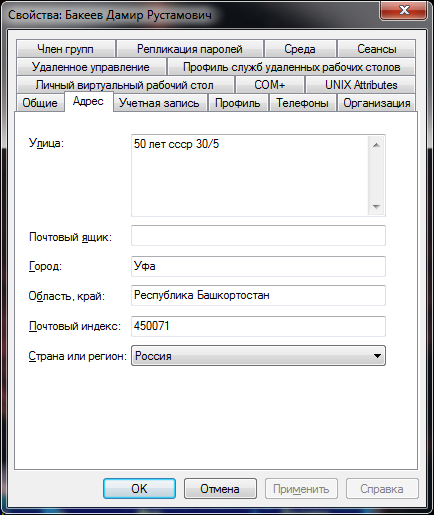 Свойства: Бакеев Дамир Рустамович
Член групп Репликация паролей Среда Сеансы
Удаленное управление Профиль служб удаленных рабочих столов
Личный виртуальный рабочий стол COM+ UNIX Attributes
Общие Адрес Учетная запись Профиль Телефоны Организация
Улица: 50 лет ссср 30/5
Почтовый ящик:
Город: Уфа
Область, край: Республика Башкортостан
Почтовый индекс: 450071
Страна или регион: Россия
OK Отмена Применить Справка